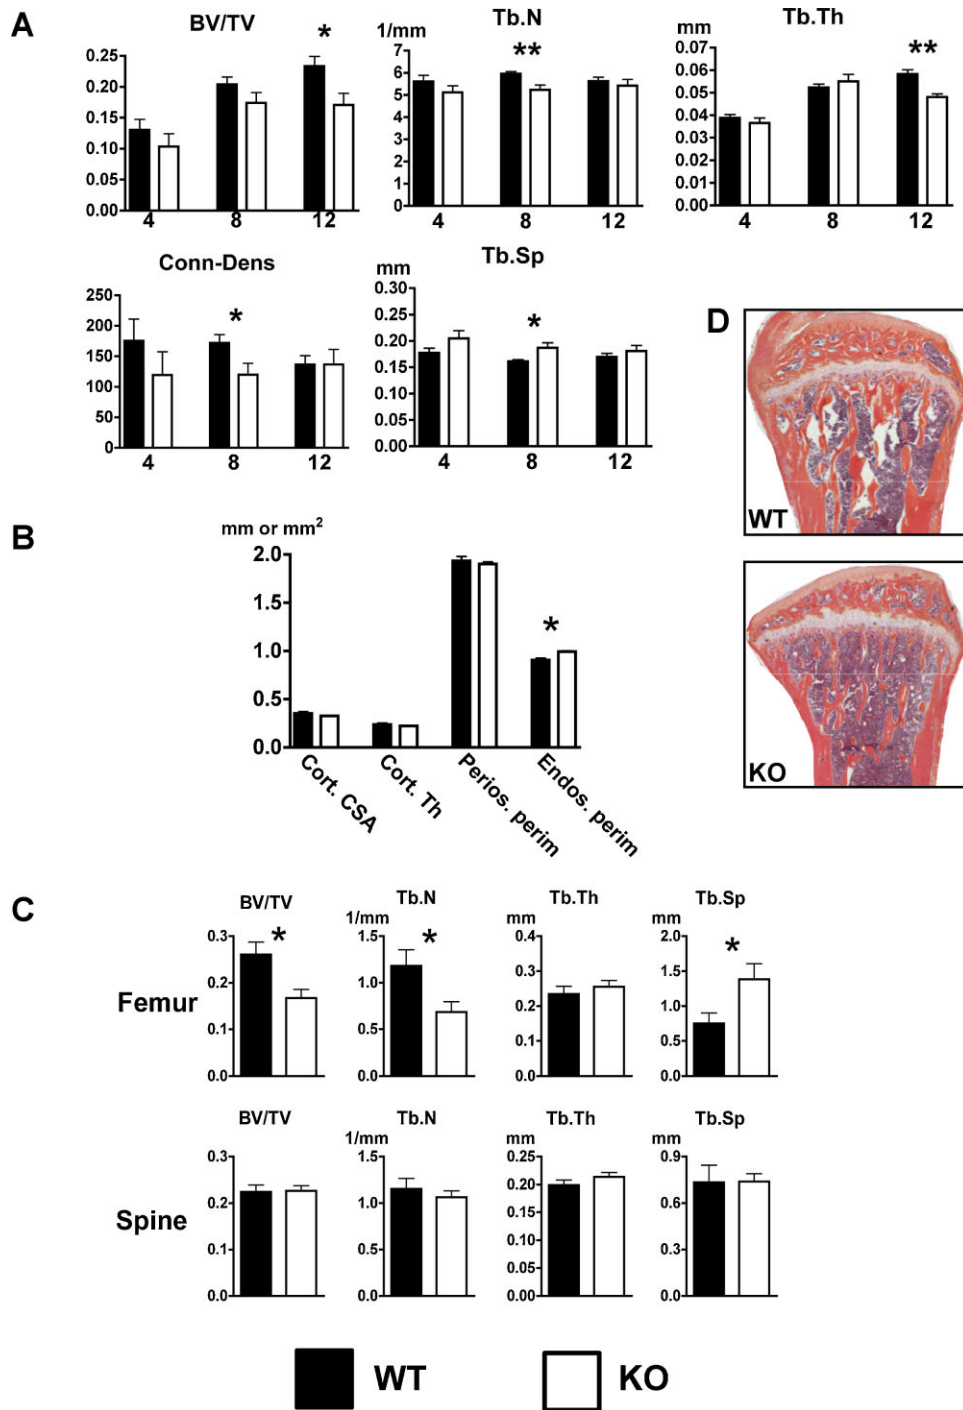 A
BV/TV
0.25
0.20
0.15
0.10
0.05
0.00
*
4 8 12
Tb.N
1/mm
7
6
5
4
3
2
1
0
**
4 8 12
Tb.Th
mm
0.07
0.06
0.05
0.04
0.03
0.02
0.01
0.00
**
4 8 12
Conn-Dens
250
200
150
100
50
0
*
4 8 12
Tb.Sp
mm
0.30
0.25
0.20
0.15
0.10
0.05
0.00
*
4 8 12
D
WT
KO
B
mm or mm²
2.0
1.5
1.0
0.5
0.0
*
Cort. CSA
Cort. Th
Perios. perim
Endos. perim
C
Femur
BV/TV
0.3
0.2
0.1
0.0
*
Tb.N
1/mm
1.5
1.0
0.5
0.0
*
Tb.Th
mm
0.4
0.3
0.2
0.1
0.0
Tb.Sp
mm
2.0
1.5
1.0
0.5
0.0
*
Spine
BV/TV
0.3
0.2
0.1
0.0
Tb.N
1/mm
1.5
1.0
0.5
0.0
Tb.Th
mm
0.25
0.20
0.15
0.10
0.05
0.00
Tb.Sp
mm
0.9
0.6
0.3
0.0
WT
KO